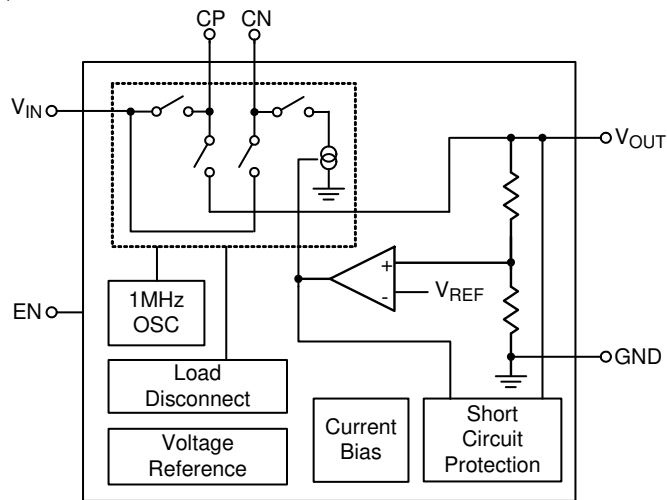 CP CN
VIN
VOUT
+
-
VREF
1MHz
OSC
EN
GND
Load
Disconnect
Voltage
Reference
Current
Bias
Short
Circuit
Protection